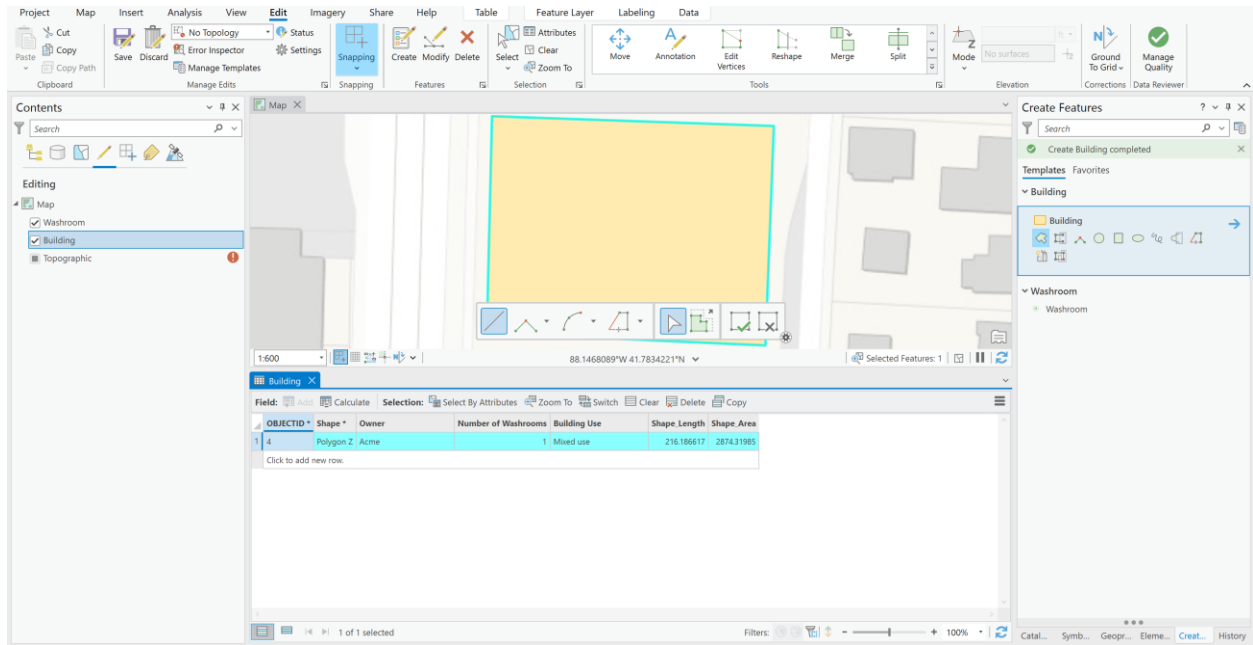 Project Map Insert Analysis View Edit Imagery Share Help Table Feature Layer Labeling Data
Cut
Copy
Copy Path
Paste
Clipboard
Save
Discard
No Topology
Error Inspector
Manage Templates
Manage Edits
Status
Settings
Snapping
Snapping
Create
Modify
Delete
Features
Select
Attributes
Clear
Zoom To
Selection
Move
Annotation
Edit
Vertices
Reshape
Merge
Split
Tools
Mode
No surfaces
Elevation
Ground
To Grid
Corrections
Manage
Quality
Data Reviewer
Contents
Search
Editing
Map
Washroom
Building
Topographic
Map
1:600
88.1468089°W 41.7834221°N
Selected Features: 1
Building
Field: Add Calculate Selection: Select By Attributes Zoom To Switch Clear Delete Copy
OBJECTID * Shape * Owner Number of Washrooms Building Use Shape_Length Shape_Area
1 4 Polygon Z Acme 1 Mixed use 216.186617 2874.31985
Click to add new row.
1 of 1 selected
Filters:
- + 100%
Create Features
?
Search
Create Building completed
Templates Favorites
Building
Building
Washroom
Washroom
Catal... Symb... Geopr... Eleme... Creat... History